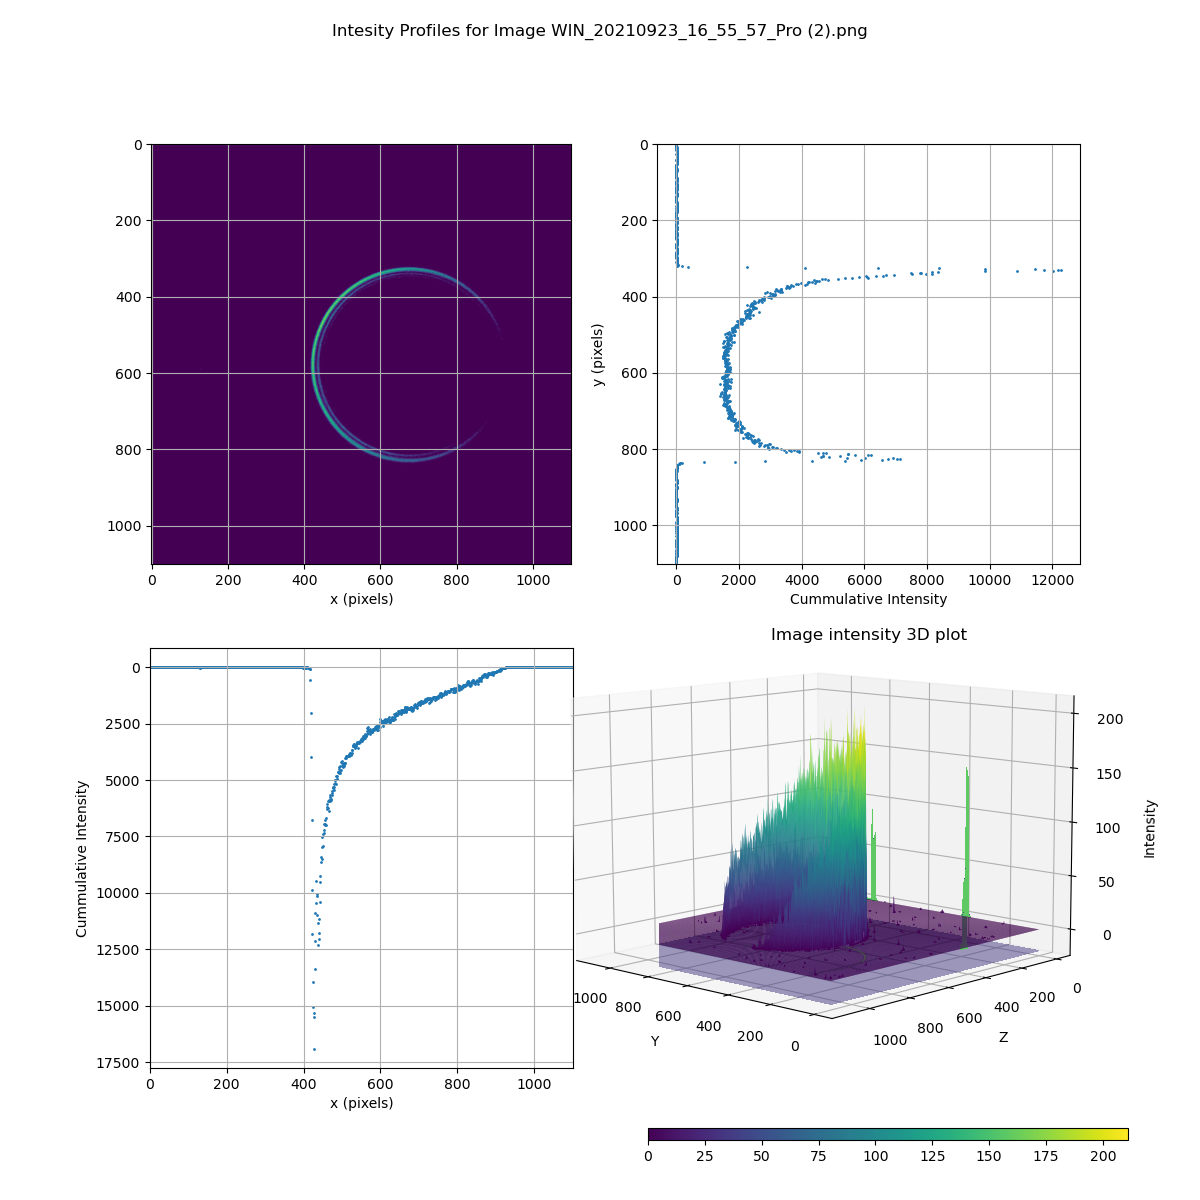 Intesity Profiles for Image WIN_20210923_16_55_57_Pro (2).png
0
200
400
600
800
1000
0 200 400 600 800 1000
x (pixels)
0
200
400
600
800
1000
y (pixels)
0 2000 4000 6000 8000 10000 12000
Cummulative Intensity
0
2500
5000
7500
10000
12500
15000
17500
Cummulative Intensity
0 200 400 600 800 1000
x (pixels)
Image intensity 3D plot
200
150
100
50
0
Intensity
1000 800 600 400 200 0
Y
1000 800 600 400 200 0
Z
0 25 50 75 100 125 150 175 200